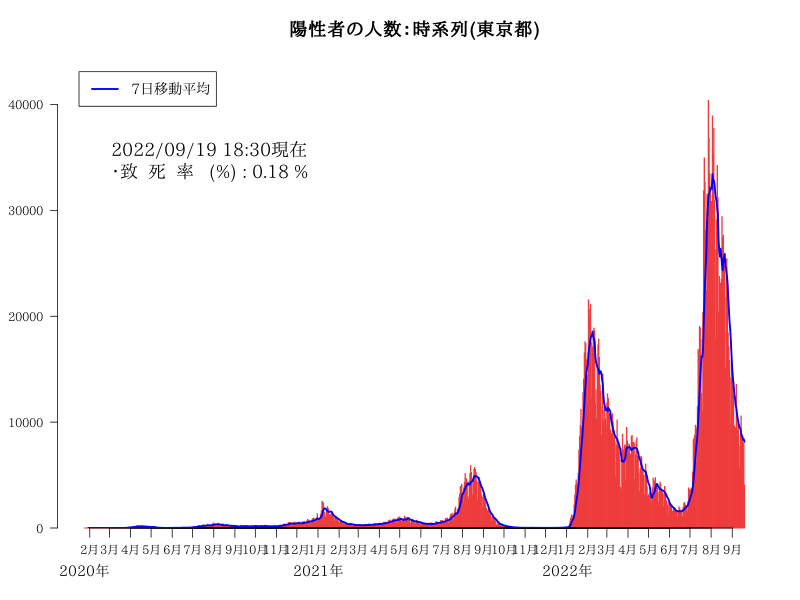 陽性者の人数:時系列(東京都)
7日移動平均
2022/09/19 18:30現在
・致 死 率 (%) : 0.18 %
40000
30000
20000
10000
0
2月 3月 4月 5月 6月 7月 8月 9月 10月 11月 12月 1月 2月 3月 4月 5月 6月 7月 8月 9月 10月 11月 12月 1月 2月 3月 4月 5月 6月 7月 8月 9月
2020年 2021年 2022年